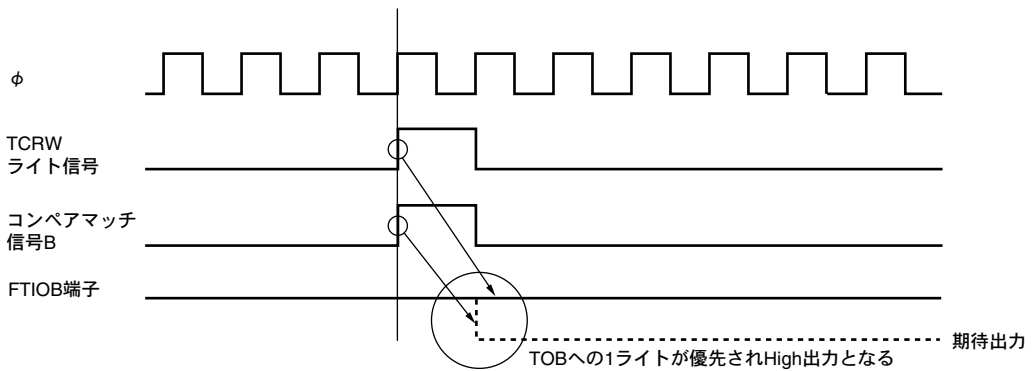 φ
TCRW
ライト信号
コンペアマッチ
信号B
FTIOB端子
期待出力
TOBへの1ライトが優先されHigh出力となる